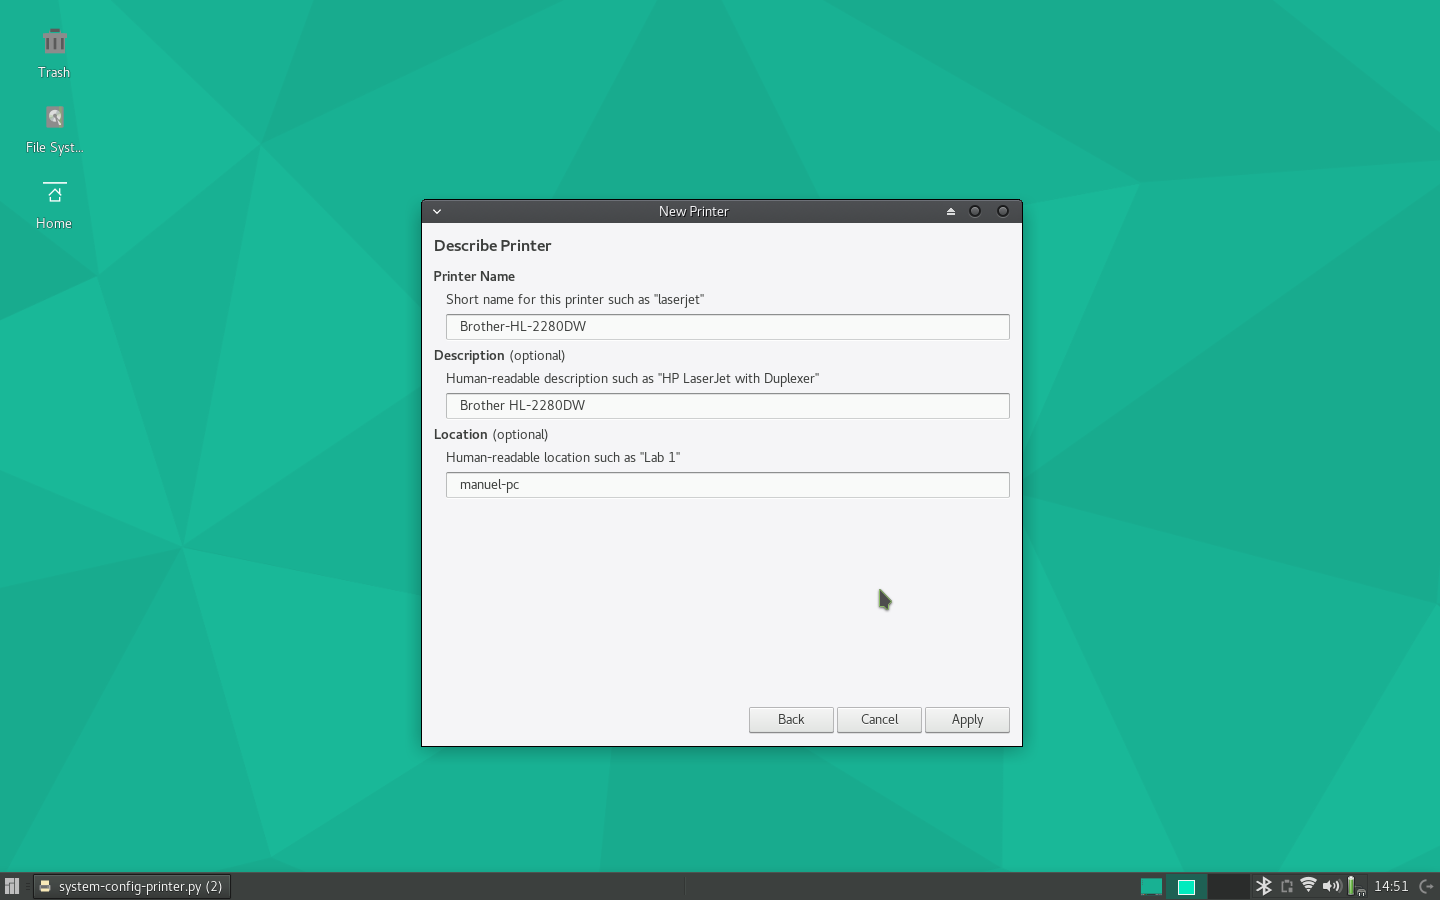 Trash
File Syst...
Home
New Printer
Describe Printer
Printer Name
Short name for this printer such as "laserjet"
Brother-HL-2280DW
Description (optional)
Human-readable description such as "HP LaserJet with Duplexer"
Brother HL-2280DW
Location (optional)
Human-readable location such as "Lab 1"
manuel-pc
Back Cancel Apply
system-config-printer.py (2)
14:51